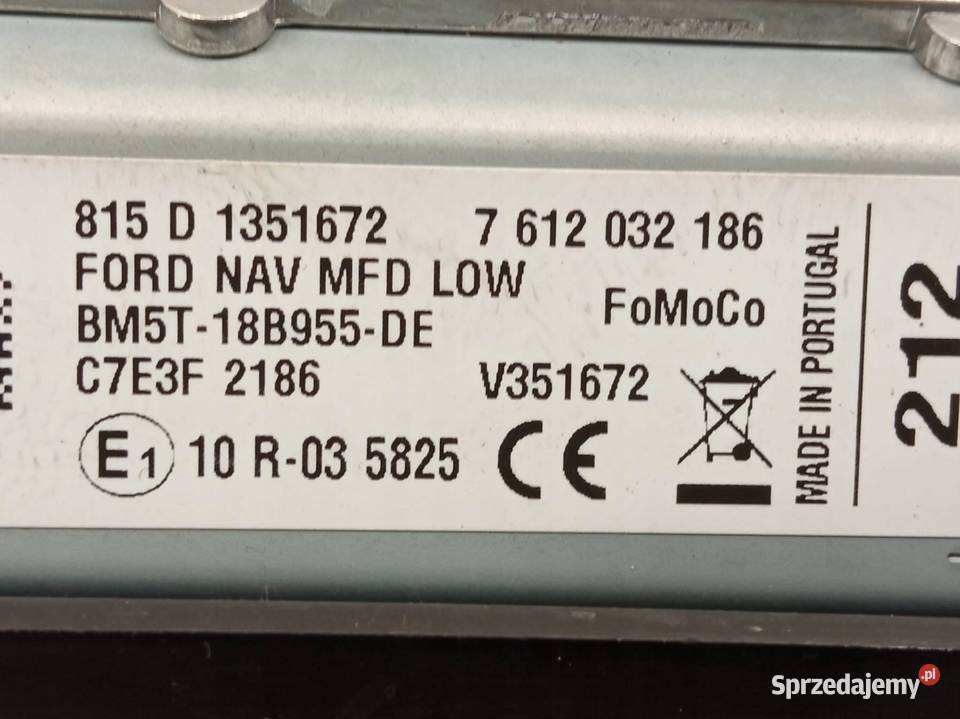 815 D 1351672 7 612 032 186
FORD NAV MFD LOW
BM5T-18B955-DE FoMoCo
C7E3F 2186 V351672
E1 10 R-03 5825 CE
MADE IN PORTUGAL
212
Sprzedajemy.pl